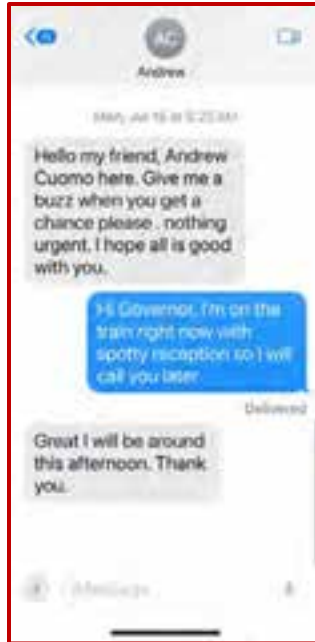 AC
Andrew
Hello my friend, Andrew
Cuomo here. Give me a
buzz when you get a
chance please . nothing
urgent. I hope all is good
with you.
Hi Governor, I'm on the
train right now with
spotty reception so I will
call you later
Delivered
Great I will be around
this afternoon. Thank
you.
iMessage